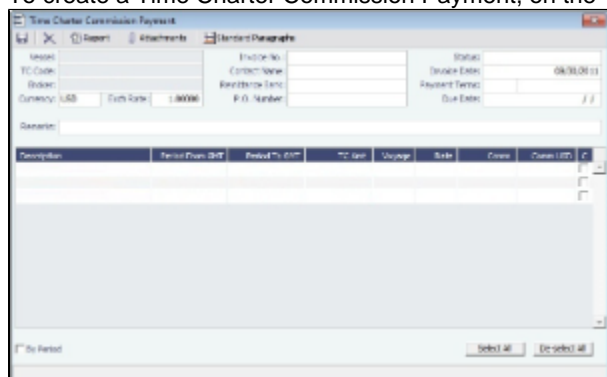 To create a Time Charter Commission Payment, on the
Time Charter Commission Payment
Report Attachments Standard Paragraphs
Vessel: Invoice No.: Status:
TC Code: Contact Name: Invoice Date:
Broker: Remittance Bank: Payment Terms:
Currency: USD Exch Rate: 1.00000 P.O. Number: Due Date: / /
Remarks:
Description Period From GMT Period To GMT TC Amt Voyage Rate Comm Comm USD C
By Period Select All De-select All